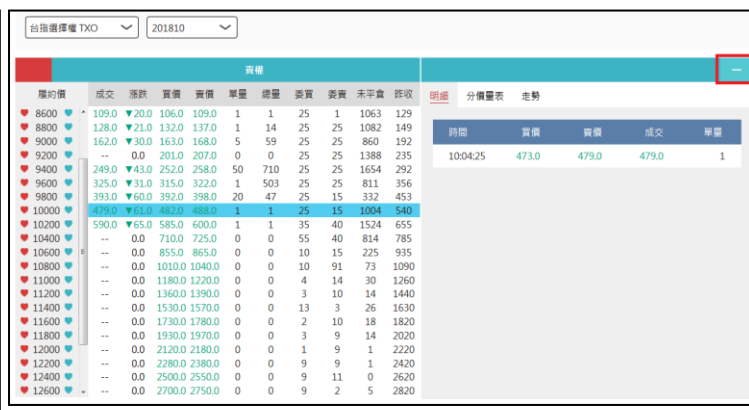 台指選擇權 TXO 201810
賣權
履約價 成交 漲跌 買價 賣價 單量 總量 委買 委賣 未平倉 昨收
8600 109.0 ▼20.0 106.0 109.0 1 1 25 1 1063 129
8800 128.0 ▼21.0 132.0 137.0 1 14 25 25 1082 149
9000 162.0 ▼30.0 163.0 168.0 5 59 25 25 860 192
9200 -- 0.0 201.0 207.0 0 0 25 25 1388 235
9400 249.0 ▼43.0 252.0 258.0 50 710 25 25 1654 292
9600 325.0 ▼31.0 315.0 322.0 1 503 25 25 811 356
9800 393.0 ▼60.0 392.0 398.0 20 47 25 15 332 453
10000 479.0 ▼61.0 482.0 488.0 1 1 25 15 1004 540
10200 590.0 ▼65.0 585.0 600.0 1 1 35 40 1524 655
10400 -- 0.0 710.0 725.0 0 0 55 40 814 785
10600 -- 0.0 855.0 865.0 0 0 10 15 225 935
10800 -- 0.0 1010.0 1040.0 0 0 10 91 73 1090
11000 -- 0.0 1180.0 1220.0 0 0 4 14 30 1260
11200 -- 0.0 1360.0 1390.0 0 0 3 10 14 1440
11400 -- 0.0 1530.0 1570.0 0 0 13 3 26 1630
11600 -- 0.0 1730.0 1780.0 0 0 2 10 18 1820
11800 -- 0.0 1930.0 1970.0 0 0 3 9 14 2020
12000 -- 0.0 2120.0 2180.0 0 0 1 9 1 2220
12200 -- 0.0 2280.0 2380.0 0 0 9 9 1 2420
12400 -- 0.0 2500.0 2550.0 0 0 9 11 0 2620
12600 -- 0.0 2700.0 2750.0 0 0 9 2 5 2820
明細 分價量表 走勢
時間 買價 賣價 成交 單量
10:04:25 473.0 479.0 479.0 1